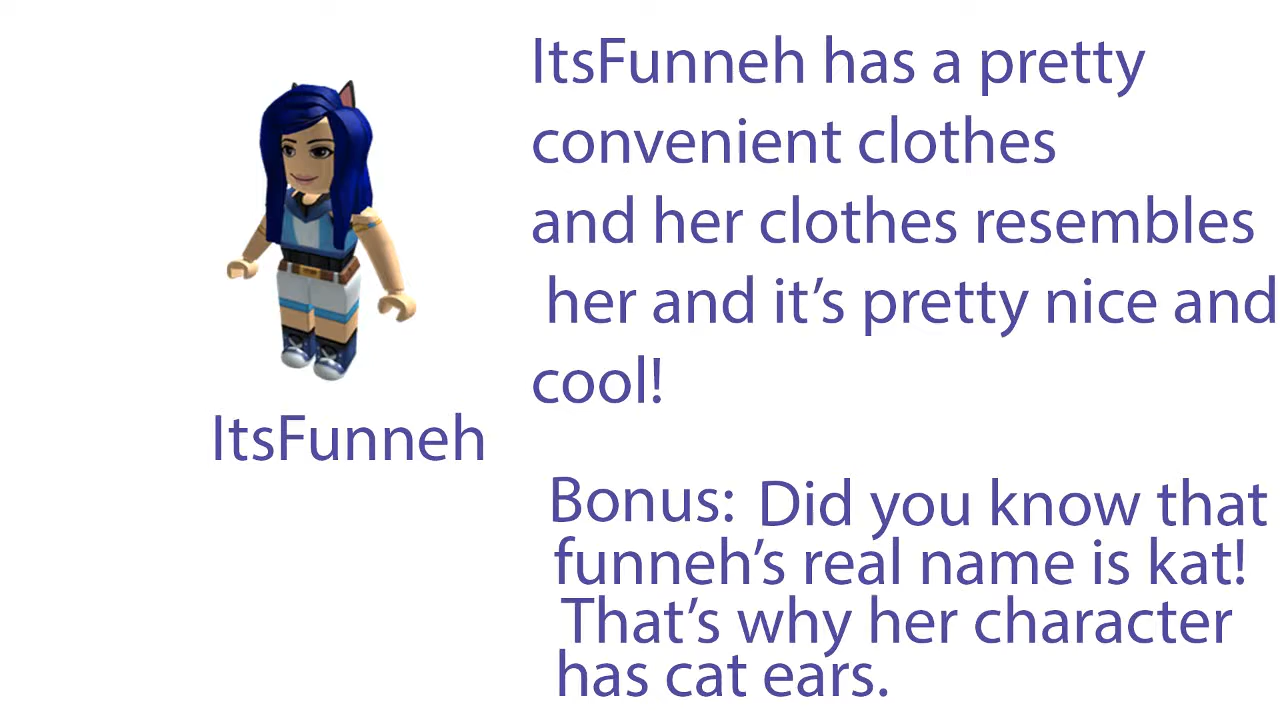 ItsFunneh has a pretty
convenient clothes
and her clothes resembles
her and it's pretty nice and
cool!
ItsFunneh
Bonus: Did you know that
funneh's real name is kat!
That's why her character
has cat ears.